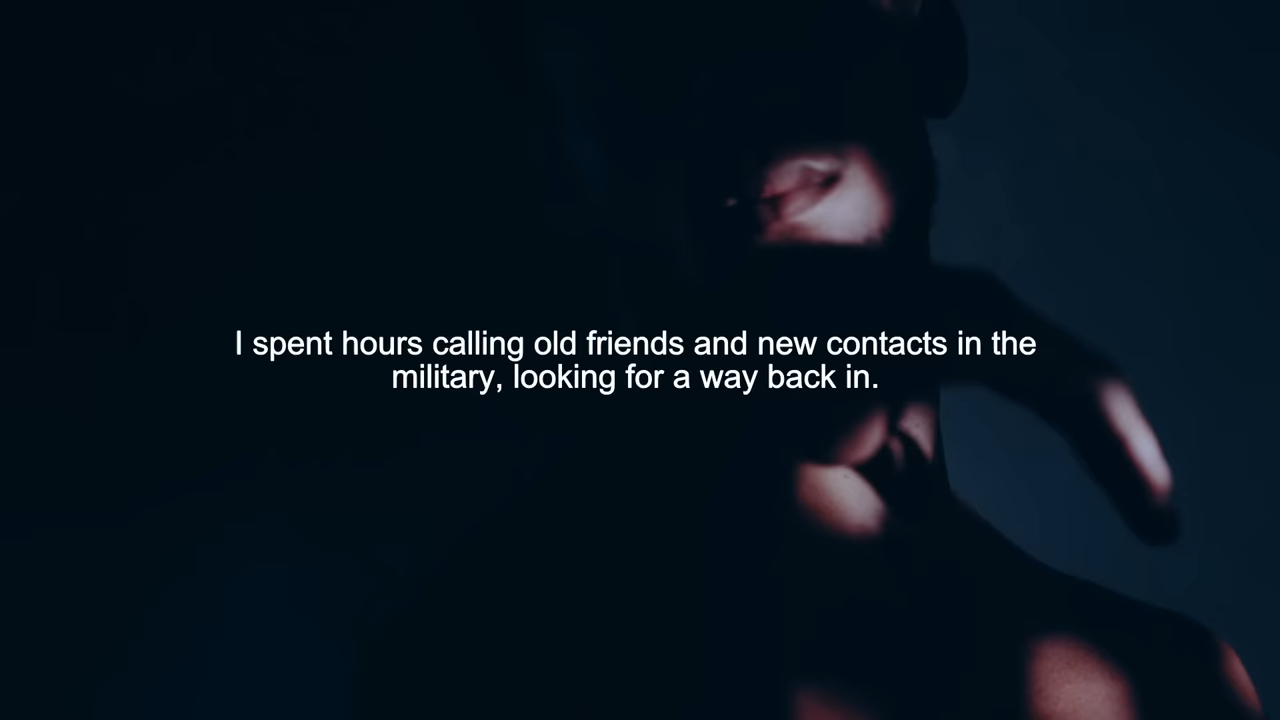 I spent hours calling old friends and new contacts in the
military, looking for a way back in.